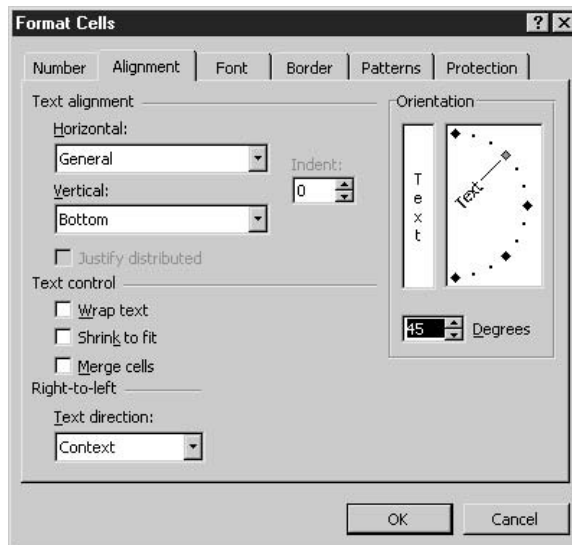 Format Cells
Number Alignment Font Border Patterns Protection
Text alignment
Horizontal:
General
Indent:
0
Vertical:
Bottom
Justify distributed
Text control
Wrap text
Shrink to fit
Merge cells
Right-to-left
Text direction:
Context
Orientation
Text
Text
45 Degrees
OK Cancel